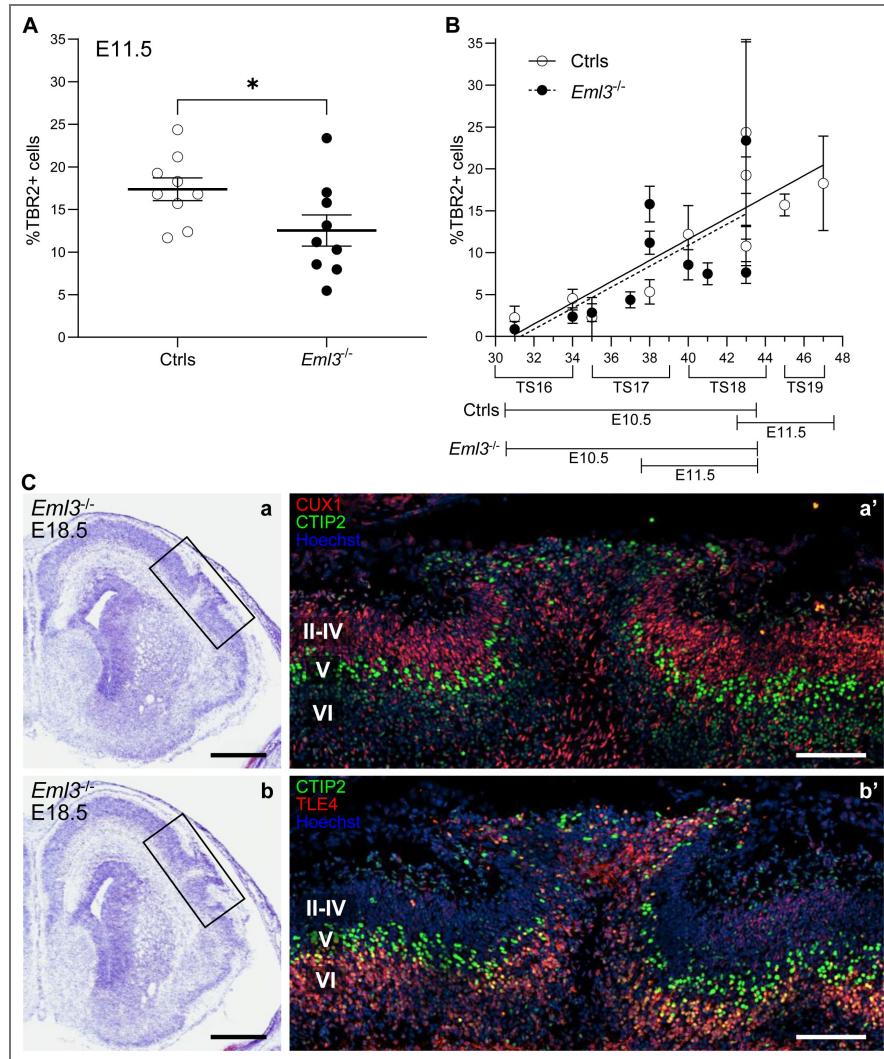 A
E11.5
*
%TBR2+ cells
35
30
25
20
15
10
5
0
Ctrls
Eml3-/-
B
Ctrls
Eml3-/-
%TBR2+ cells
35
30
25
20
15
10
5
0
30 32 34 36 38 40 42 44 46 48
TS16 TS17 TS18 TS19
Ctrls
E10.5
E11.5
Eml3-/-
E10.5
E11.5
C
Eml3-/-
E18.5
a
CUX1
CTIP2
Hoechst
a’
II-IV
V
VI
Eml3-/-
E18.5
b
CTIP2
TLE4
Hoechst
b’
II-IV
V
VI